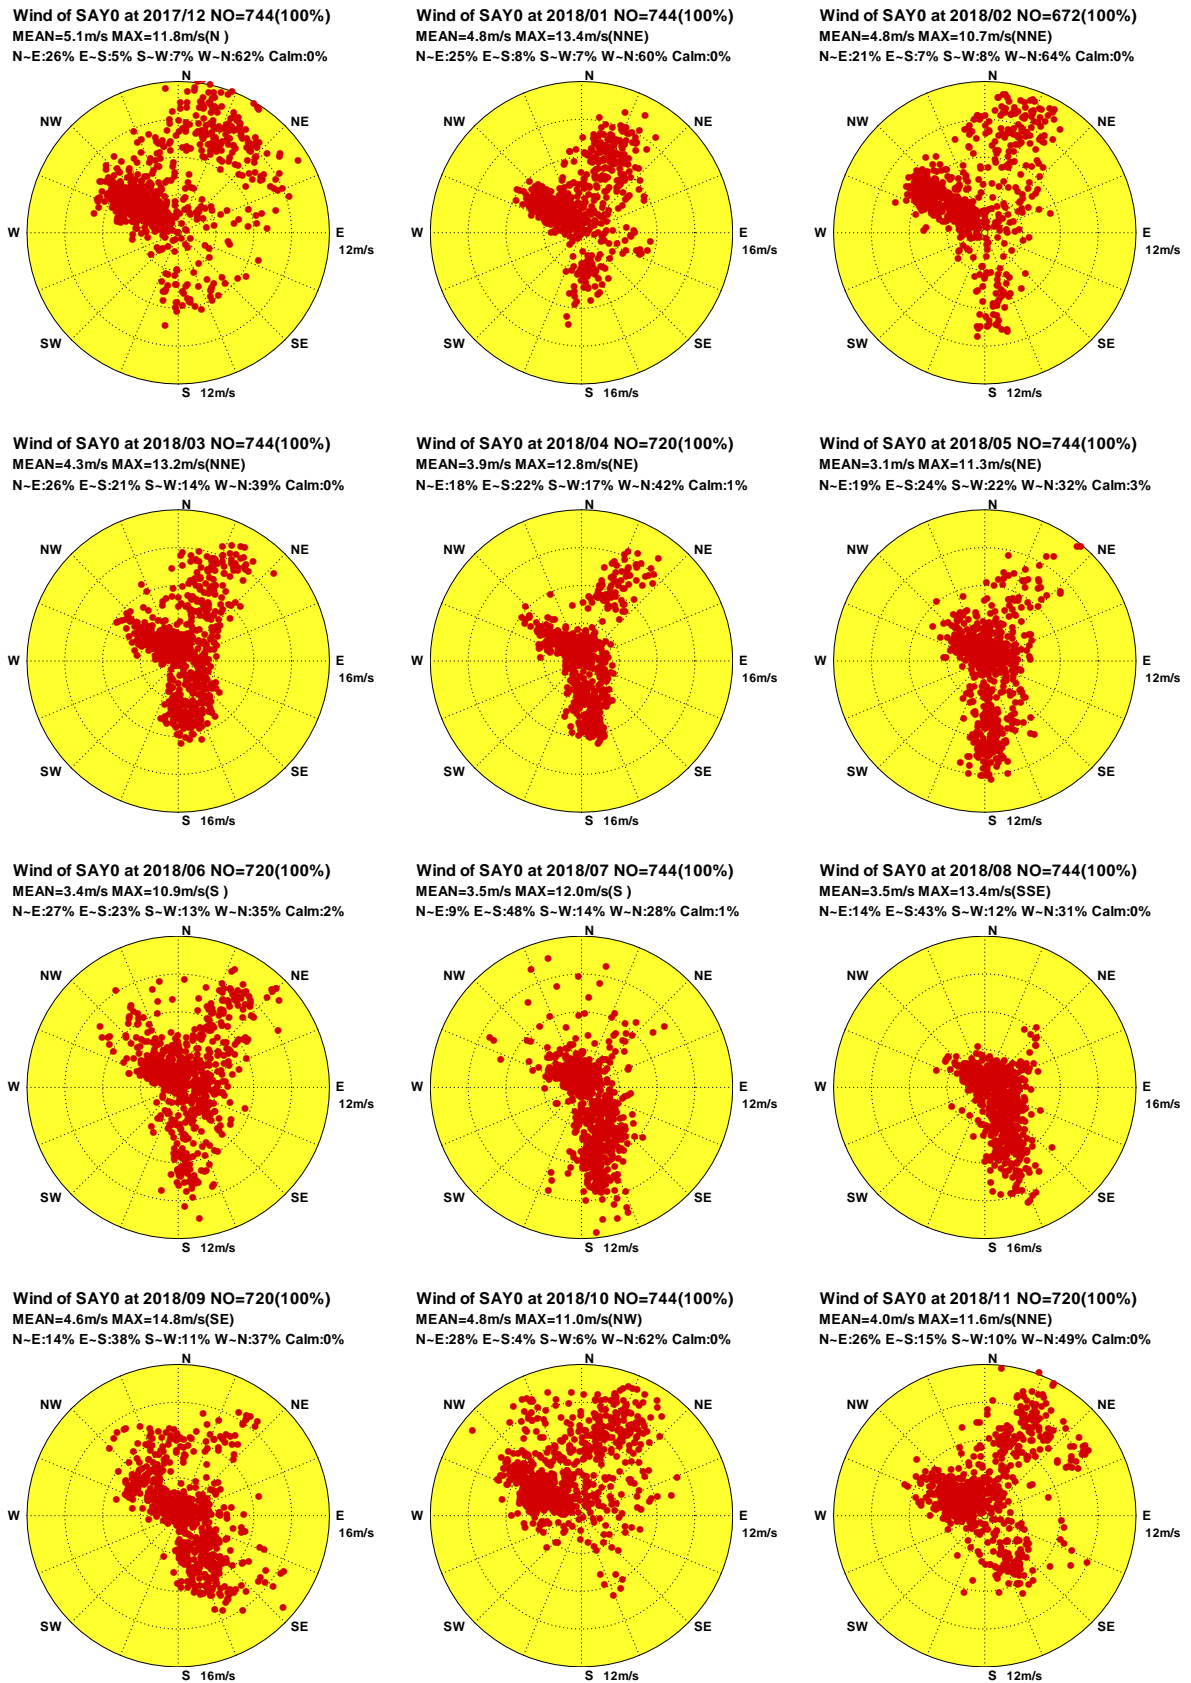 Wind of SAY0 at 2017/12 NO=744(100%)
MEAN=5.1m/s MAX=11.8m/s(N )
N~E:26% E~S:5% S~W:7% W~N:62% Calm:0%
N
NW
NE
W
E
12m/s
SW
SE
S 12m/s
Wind of SAY0 at 2018/01 NO=744(100%)
MEAN=4.8m/s MAX=13.4m/s(NNE)
N~E:25% E~S:8% S~W:7% W~N:60% Calm:0%
N
NW
NE
W
E
16m/s
SW
SE
S 16m/s
Wind of SAY0 at 2018/02 NO=672(100%)
MEAN=4.8m/s MAX=10.7m/s(NNE)
N~E:21% E~S:7% S~W:8% W~N:64% Calm:0%
N
NW
NE
W
E
12m/s
SW
SE
S 12m/s
Wind of SAY0 at 2018/03 NO=744(100%)
MEAN=4.3m/s MAX=13.2m/s(NNE)
N~E:26% E~S:21% S~W:14% W~N:39% Calm:0%
N
NW
NE
W
E
16m/s
SW
SE
S 16m/s
Wind of SAY0 at 2018/04 NO=720(100%)
MEAN=3.9m/s MAX=12.8m/s(NE)
N~E:18% E~S:22% S~W:17% W~N:42% Calm:1%
N
NW
NE
W
E
16m/s
SW
SE
S 16m/s
Wind of SAY0 at 2018/05 NO=744(100%)
MEAN=3.1m/s MAX=11.3m/s(NE)
N~E:19% E~S:24% S~W:22% W~N:32% Calm:3%
N
NW
NE
W
E
12m/s
SW
SE
S 12m/s
Wind of SAY0 at 2018/06 NO=720(100%)
MEAN=3.4m/s MAX=10.9m/s(S )
N~E:27% E~S:23% S~W:13% W~N:35% Calm:2%
N
NW
NE
W
E
12m/s
SW
SE
S 12m/s
Wind of SAY0 at 2018/07 NO=744(100%)
MEAN=3.5m/s MAX=12.0m/s(S )
N~E:9% E~S:48% S~W:14% W~N:28% Calm:1%
N
NW
NE
W
E
12m/s
SW
SE
S 12m/s
Wind of SAY0 at 2018/08 NO=744(100%)
MEAN=3.5m/s MAX=13.4m/s(SSE)
N~E:14% E~S:43% S~W:12% W~N:31% Calm:0%
N
NW
NE
W
E
16m/s
SW
SE
S 16m/s
Wind of SAY0 at 2018/09 NO=720(100%)
MEAN=4.6m/s MAX=14.8m/s(SE)
N~E:14% E~S:38% S~W:11% W~N:37% Calm:0%
N
NW
NE
W
E
16m/s
SW
SE
S 16m/s
Wind of SAY0 at 2018/10 NO=744(100%)
MEAN=4.8m/s MAX=11.0m/s(NW)
N~E:28% E~S:4% S~W:6% W~N:62% Calm:0%
N
NW
NE
W
E
12m/s
SW
SE
S 12m/s
Wind of SAY0 at 2018/11 NO=720(100%)
MEAN=4.0m/s MAX=11.6m/s(NNE)
N~E:26% E~S:15% S~W:10% W~N:49% Calm:0%
N
NW
NE
W
E
12m/s
SW
SE
S 12m/s